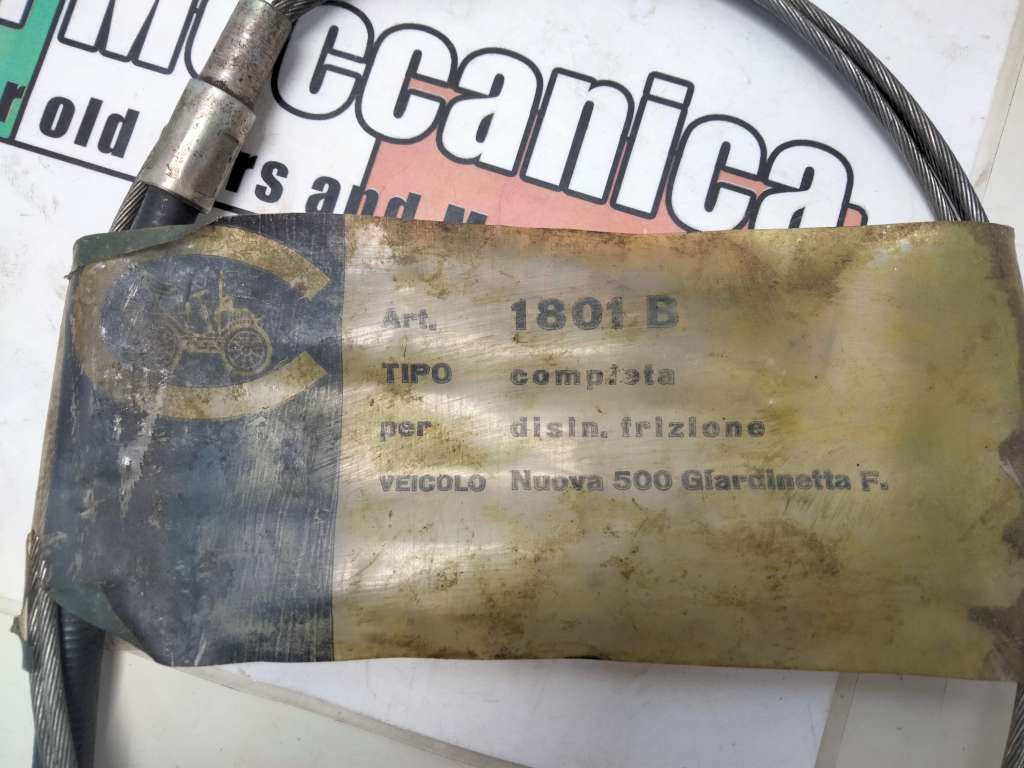 Meccanica
r old
rs and
Art. 1801 B
TIPO completa
per disin. frizione
VEICOLO Nuova 500 Giardinetta F.